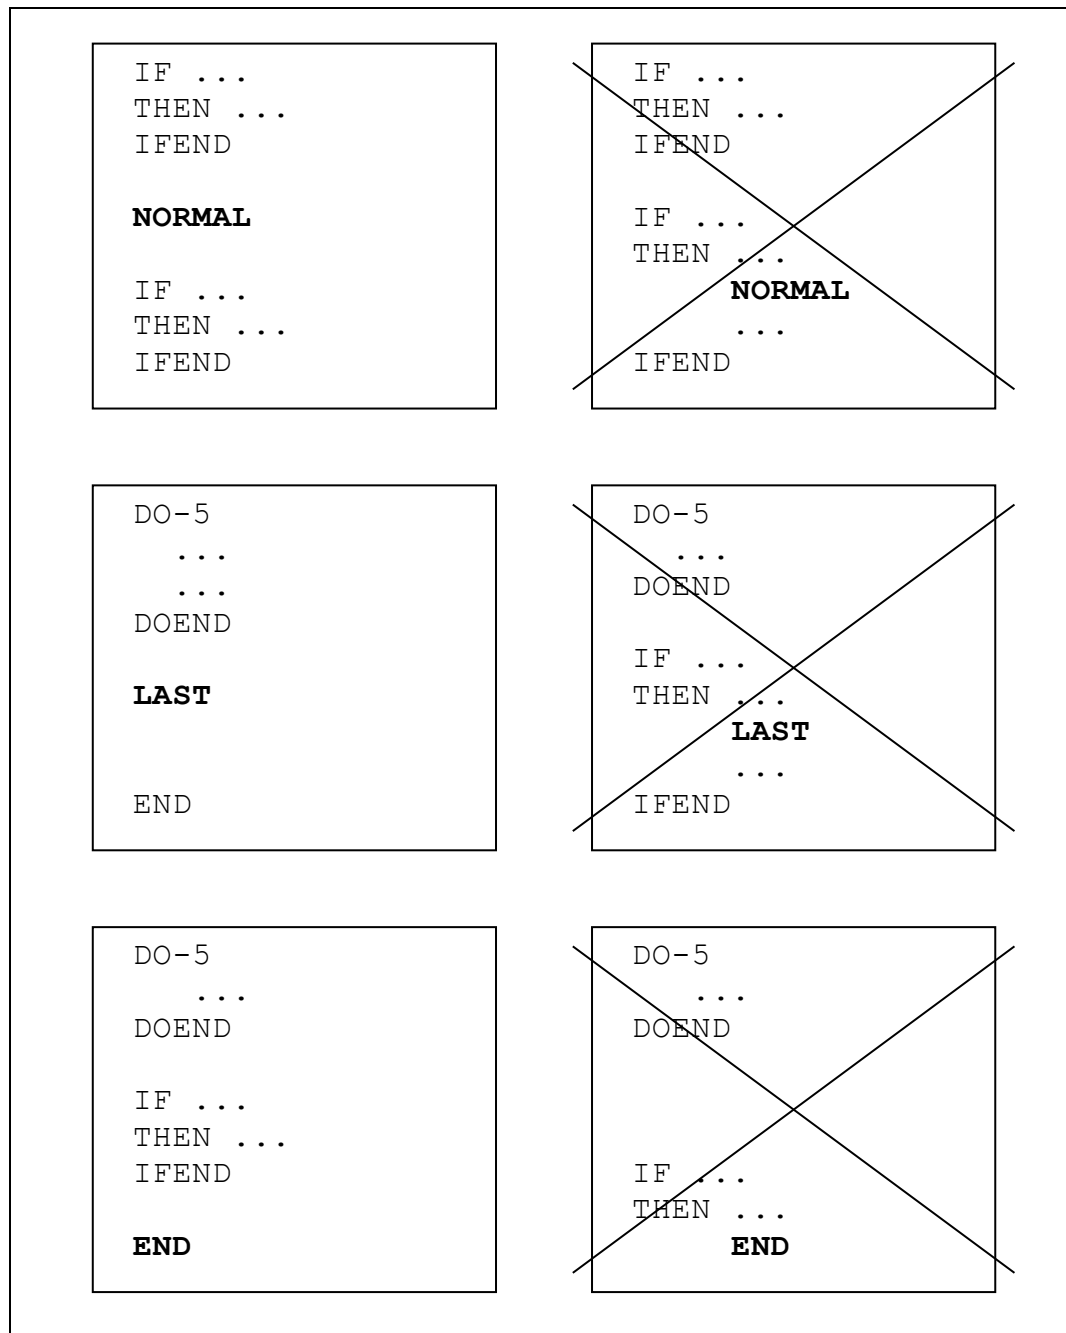 IF ...
THEN ...
IFEND
NORMAL
IF ...
THEN ...
IFEND
IF ...
THEN ...
IFEND
IF ...
THEN ...
NORMAL
...
IFEND
DO-5
...
...
DOEND
LAST
END
DO-5
...
DOEND
IF ...
THEN ...
LAST
...
IFEND
DO-5
...
DOEND
IF ...
THEN ...
IFEND
END
DO-5
...
DOEND
IF ...
THEN ...
END